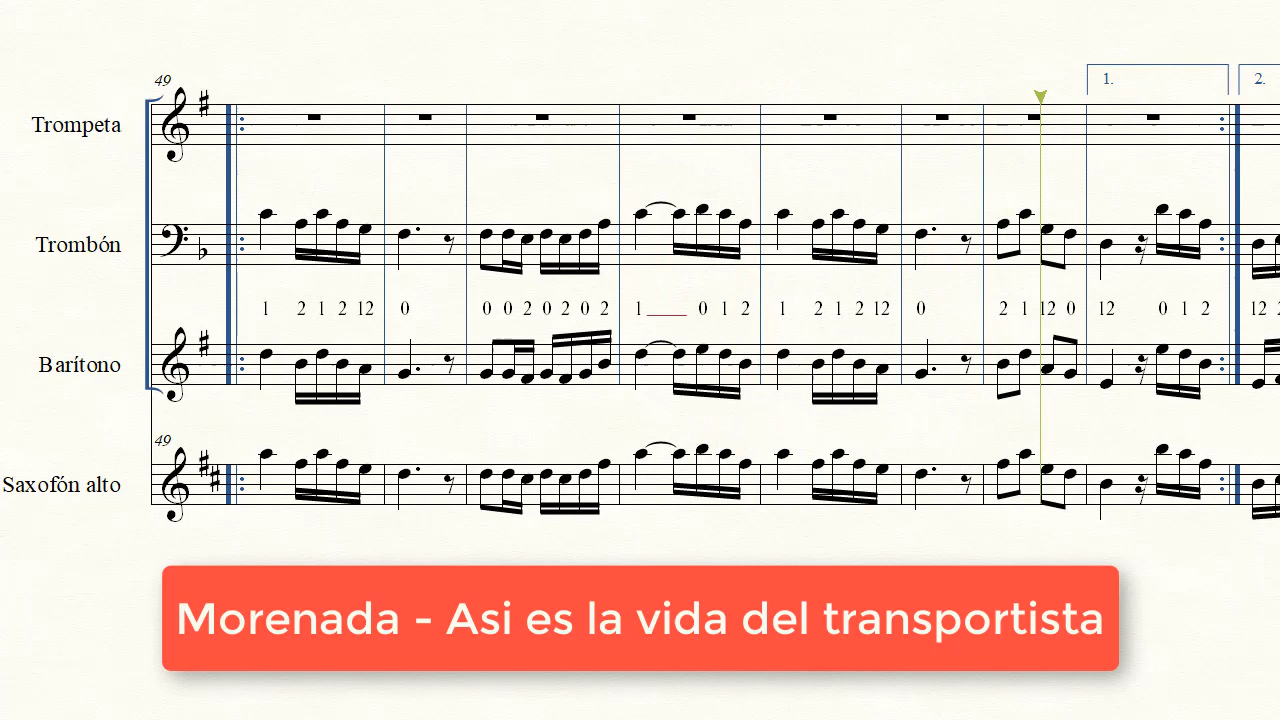 49
1. 2.
Trompeta
Trombón
1 2 1 2 12 0 0 0 2 0 2 0 2 1 0 1 2 1 2 1 2 12 0 2 1 12 0 12 0 1 2 12
Barítono
49
Saxofón alto
Morenada - Asi es la vida del transportista